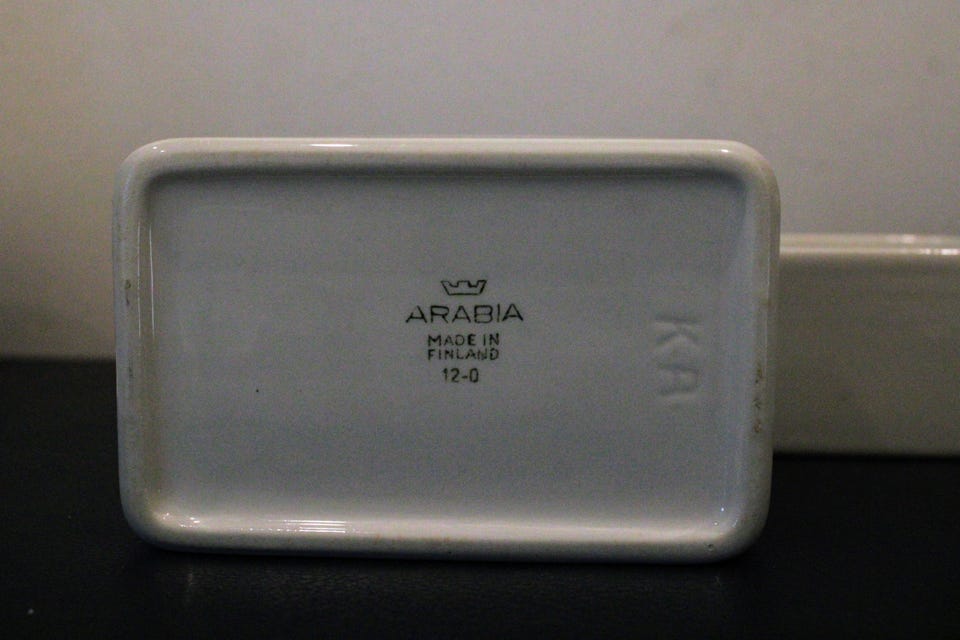 ARABIA
MADE IN
FINLAND
12-0
KA